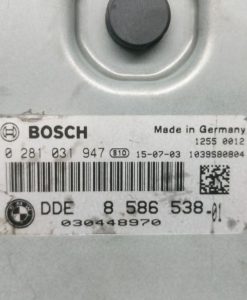 BOSCH
Made in Germany
1255 0012
0 281 031 947 B10 15-07-03 1039S80804
DDE 8 586 538-01
030448970